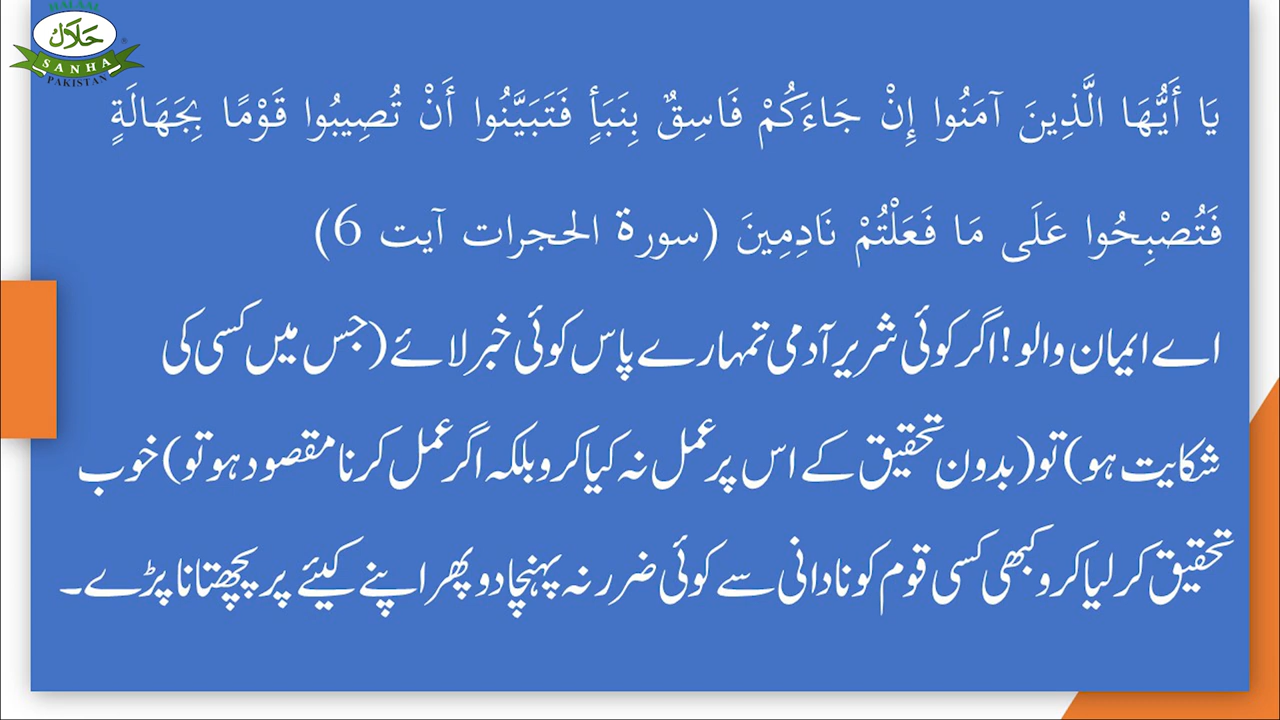 HALAAL
حلال
SANHA
PAKISTAN
يَا أَيُّهَا الَّذِينَ آمَنُوا إِنْ جَاءَكُمْ فَاسِقٌ بِنَبَأٍ فَتَبَيَّنُوا أَنْ تُصِيبُوا قَوْمًا بِجَهَالَةٍ
فَتُصْبِحُوا عَلَى مَا فَعَلْتُمْ نَادِمِينَ (سورة الحجرات آیت 6)
اے ایمان والو! اگر کوئی شریر آدمی تمہارے پاس کوئی خبر لائے (جس میں کسی کی
شکایت ہو) تو (بدون تحقیق کے اس پر عمل نہ کیا کرو بلکہ اگر عمل کرنا مقصود ہو تو) خوب
تحقیق کر لیا کرو کبھی کسی قوم کو نادانی سے کوئی ضرر نہ پہنچا دو پھر اپنے کیئے پر پچھتانا پڑے۔